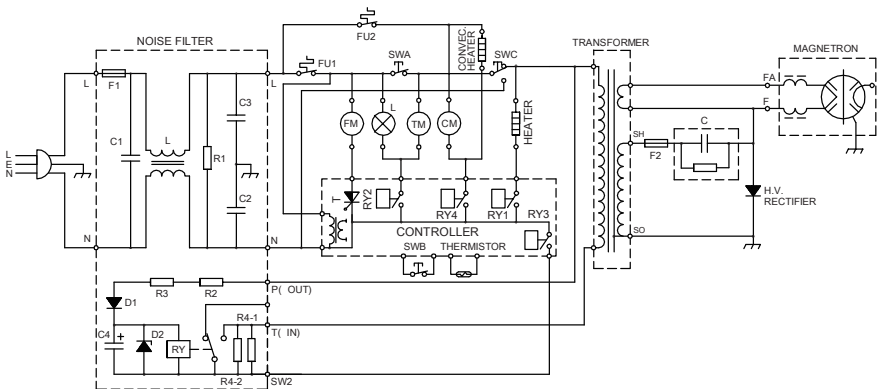 NOISE FILTER
FU2
CONVEC.
HEATER
SWA
SWC
TRANSFORMER
MAGNETRON
L
F1
L
FU1
FA
C3
C1
L
R1
FM
L
TM
CM
HEATER
F
SH
C
F2
L
E
N
C2
T
RY2
RY4
RY1
RY3
H.V.
RECTIFIER
N
N
CONTROLLER
SWB
THERMISTOR
SO
R3
R2
P( OUT)
D1
R4-1
T( IN)
C4
+
D2
RY
R4-2
SW2